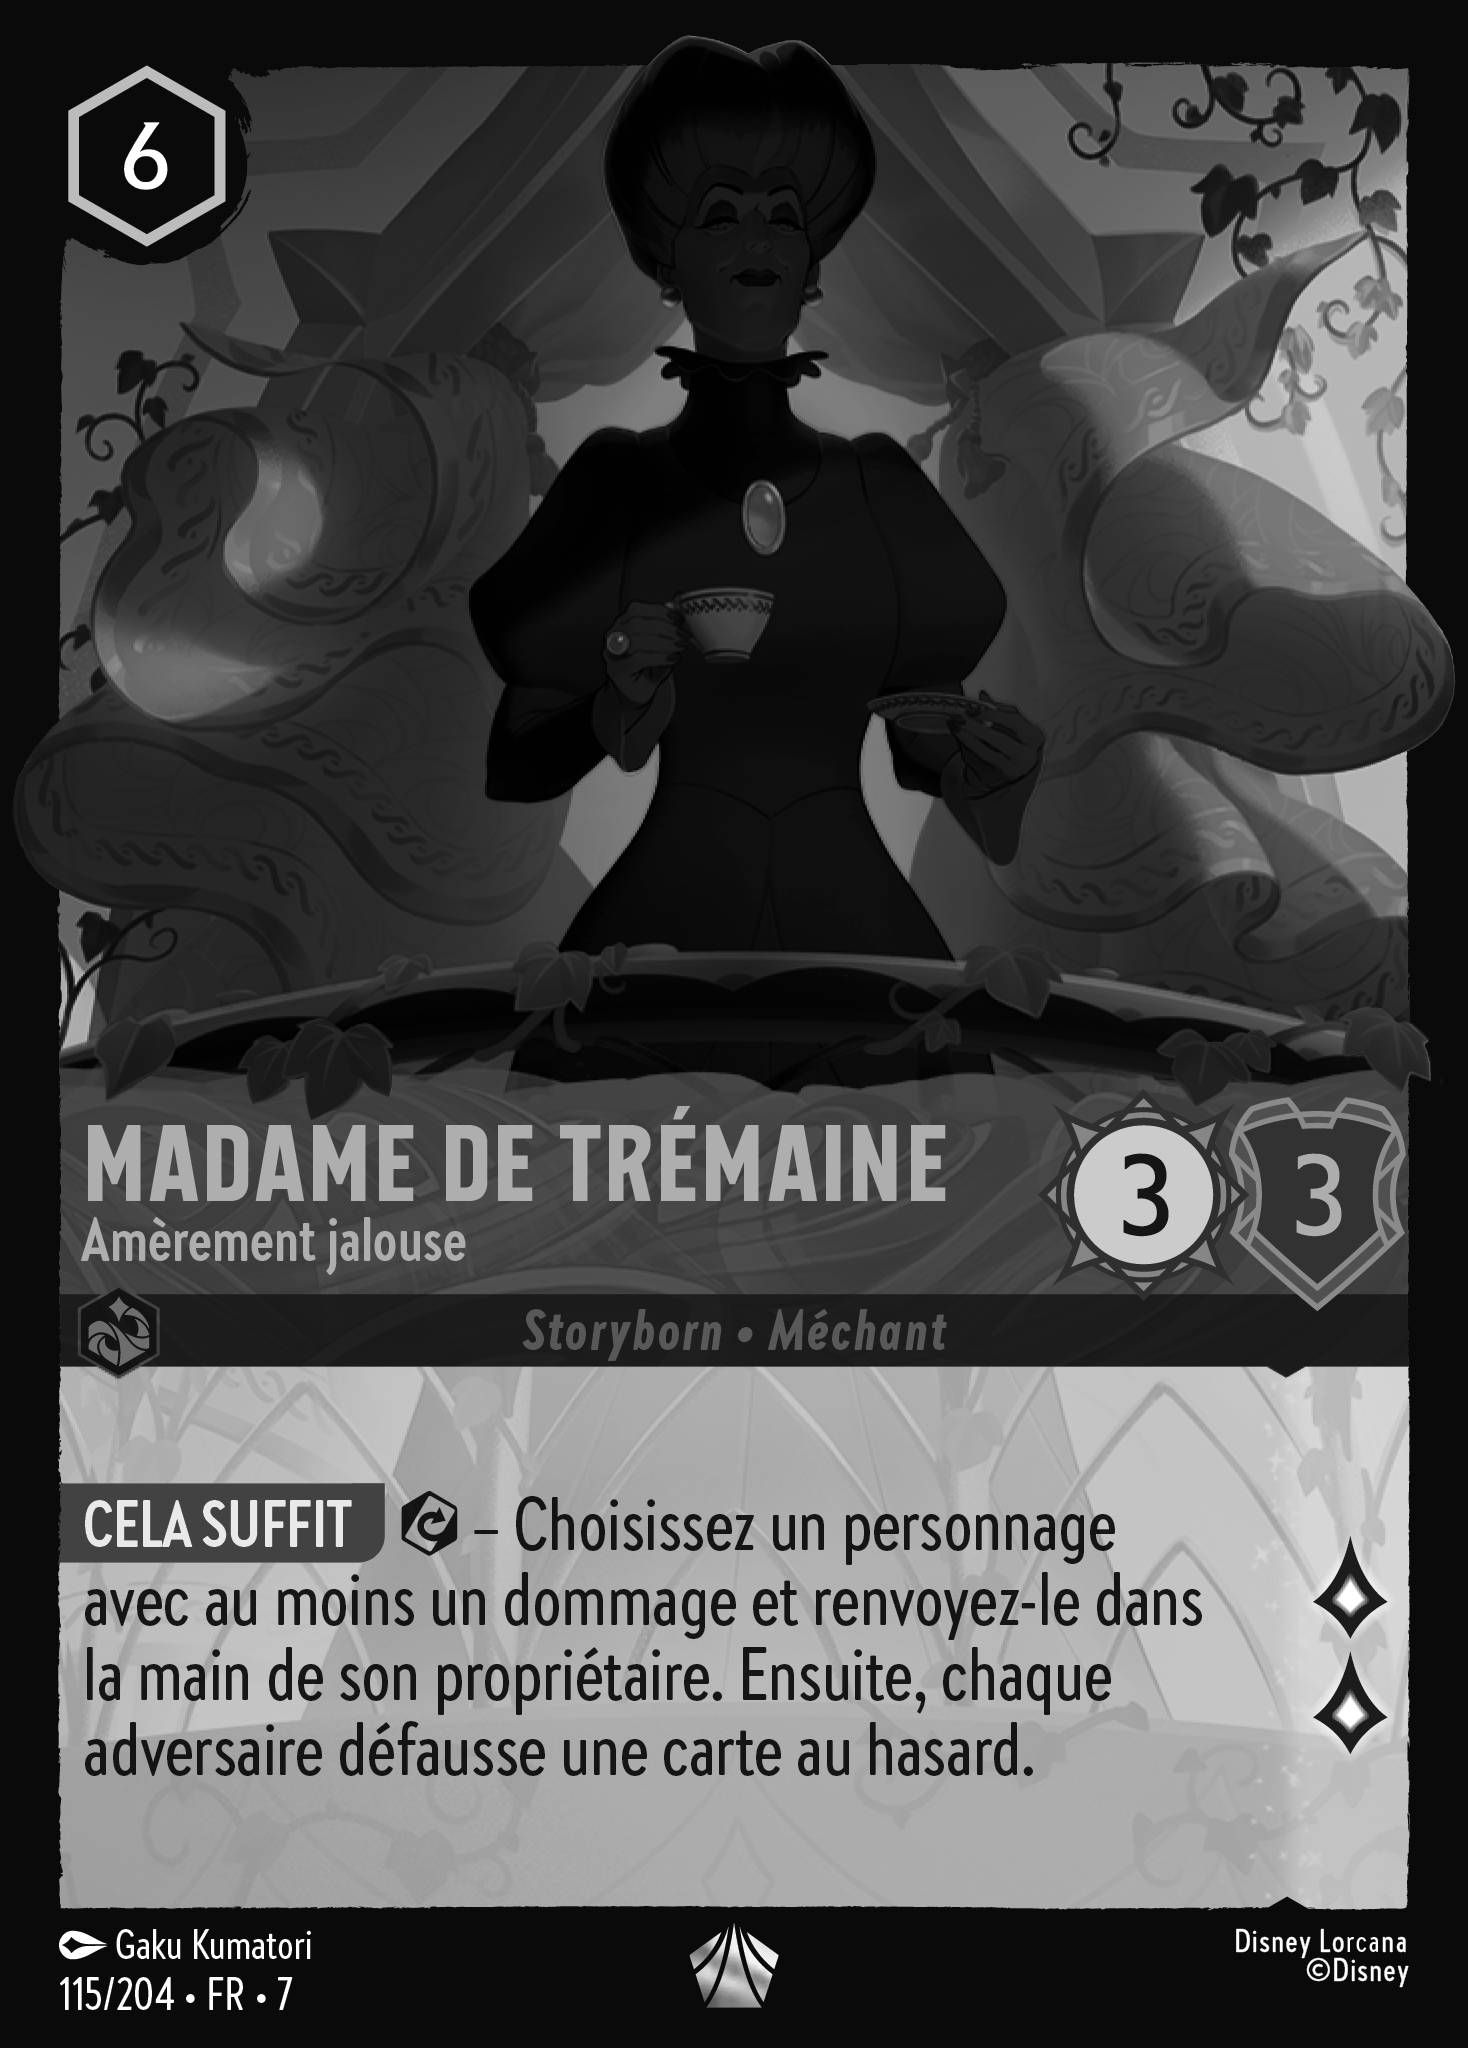 6
MADAME DE TRÉMAINE
Amèrement jalouse
3
3
Storyborn • Méchant
CELA SUFFIT – Choisissez un personnage
avec au moins un dommage et renvoyez-le dans
la main de son propriétaire. Ensuite, chaque
adversaire défausse une carte au hasard.
Gaku Kumatori
115/204 • FR • 7
Disney Lorcana
©Disney